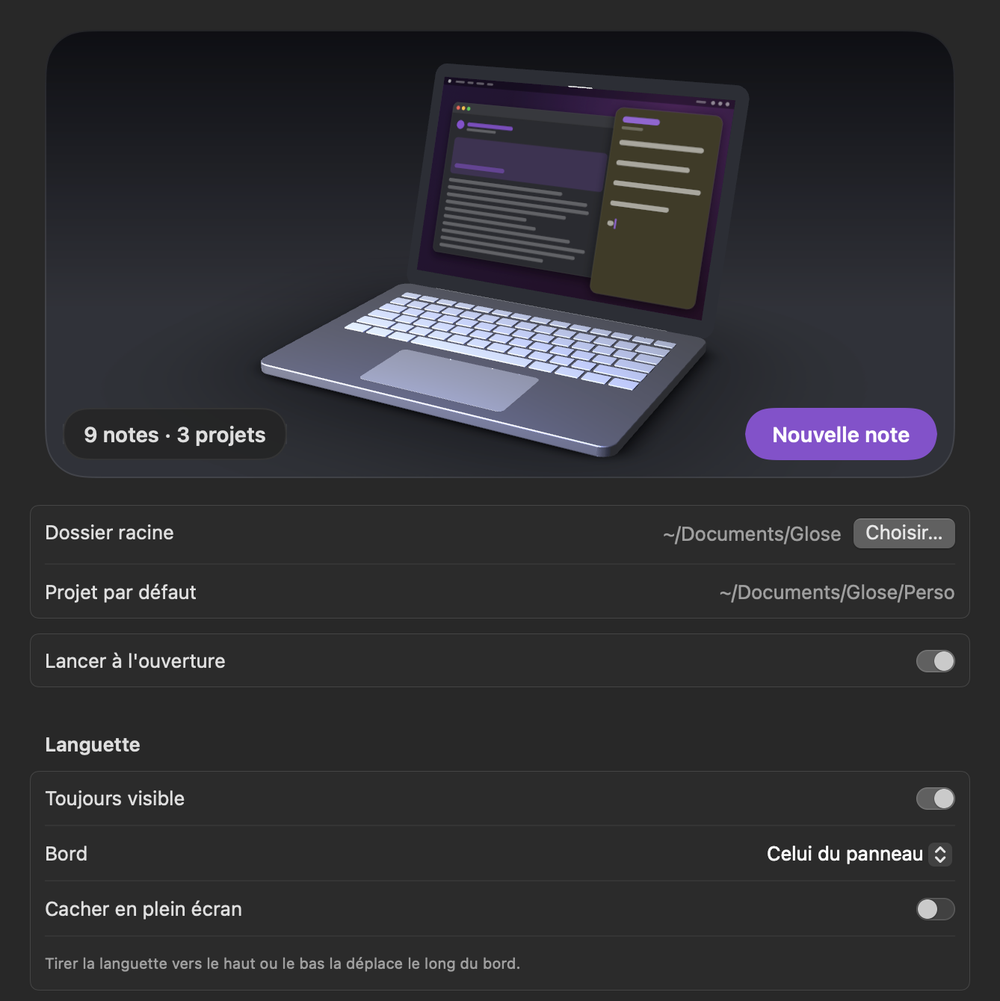 9 notes · 3 projets
Nouvelle note
Dossier racine
~/Documents/Glose
Choisir...
Projet par défaut
~/Documents/Glose/Perso
Lancer à l'ouverture
Languette
Toujours visible
Bord
Celui du panneau
Cacher en plein écran
Tirer la languette vers le haut ou le bas la déplace le long du bord.